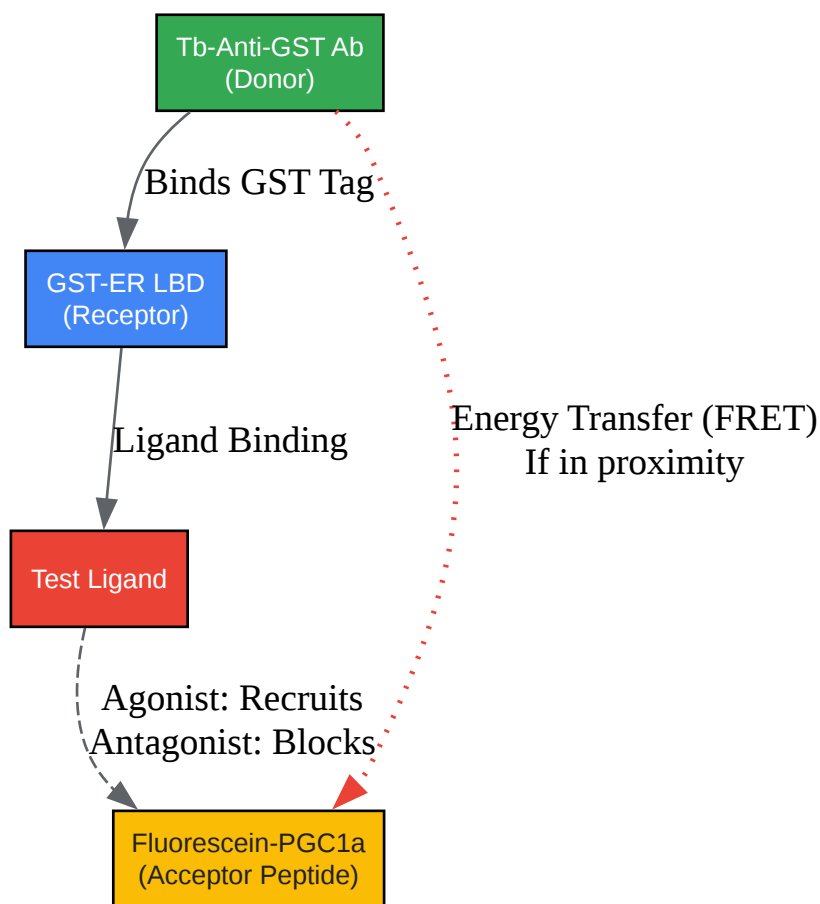 Tb-Anti-GST Ab
(Donor)
Binds GST Tag
GST-ER LBD
(Receptor)
Energy Transfer (FRET)
If in proximity
Ligand Binding
Test Ligand
Agonist: Recruits
Antagonist: Blocks
Fluorescein-PGC1a
(Acceptor Peptide)